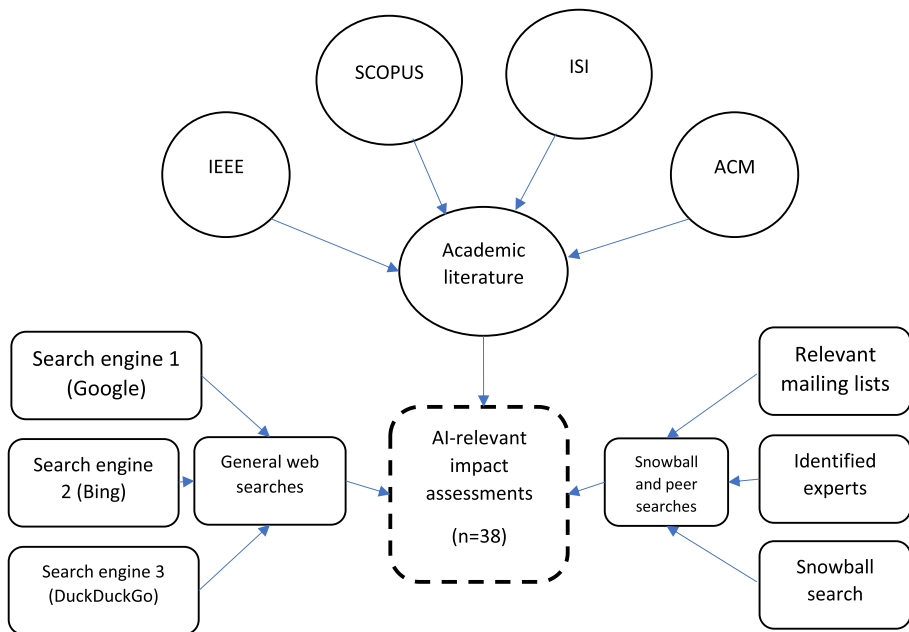 SCOPUS
ISI
IEEE
ACM
Academic
literature
Search engine 1
(Google)
Search engine
2 (Bing)
Search engine 3
(DuckDuckGo)
General web
searches
AI-relevant
impact
assessments
(n=38)
Snowball
and peer
searches
Relevant
mailing lists
Identified
experts
Snowball
search